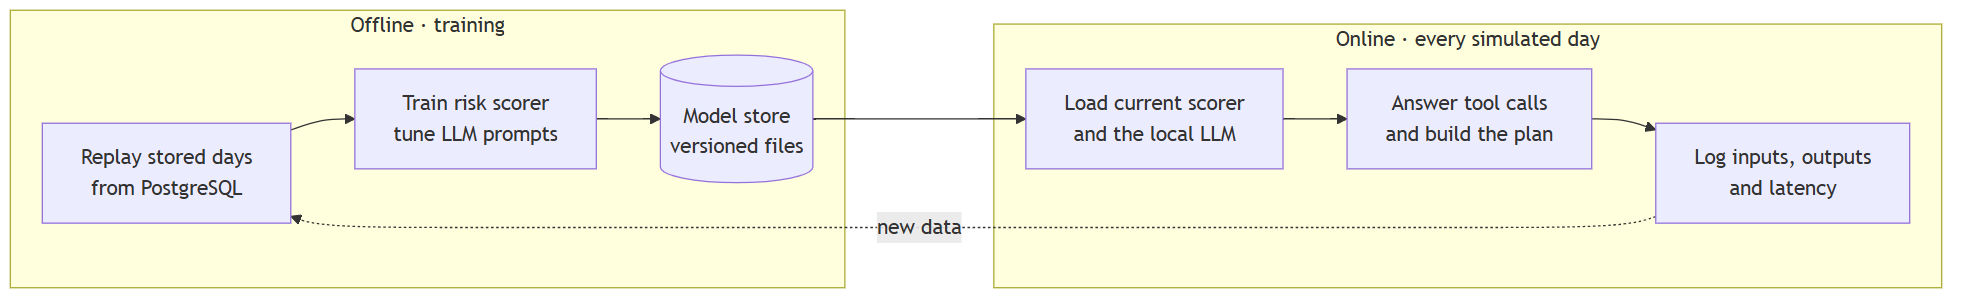 Offline · training
Replay stored days
from PostgreSQL
Train risk scorer
tune LLM prompts
Model store
versioned files
new data
Online · every simulated day
Load current scorer
and the local LLM
Answer tool calls
and build the plan
Log inputs, outputs
and latency